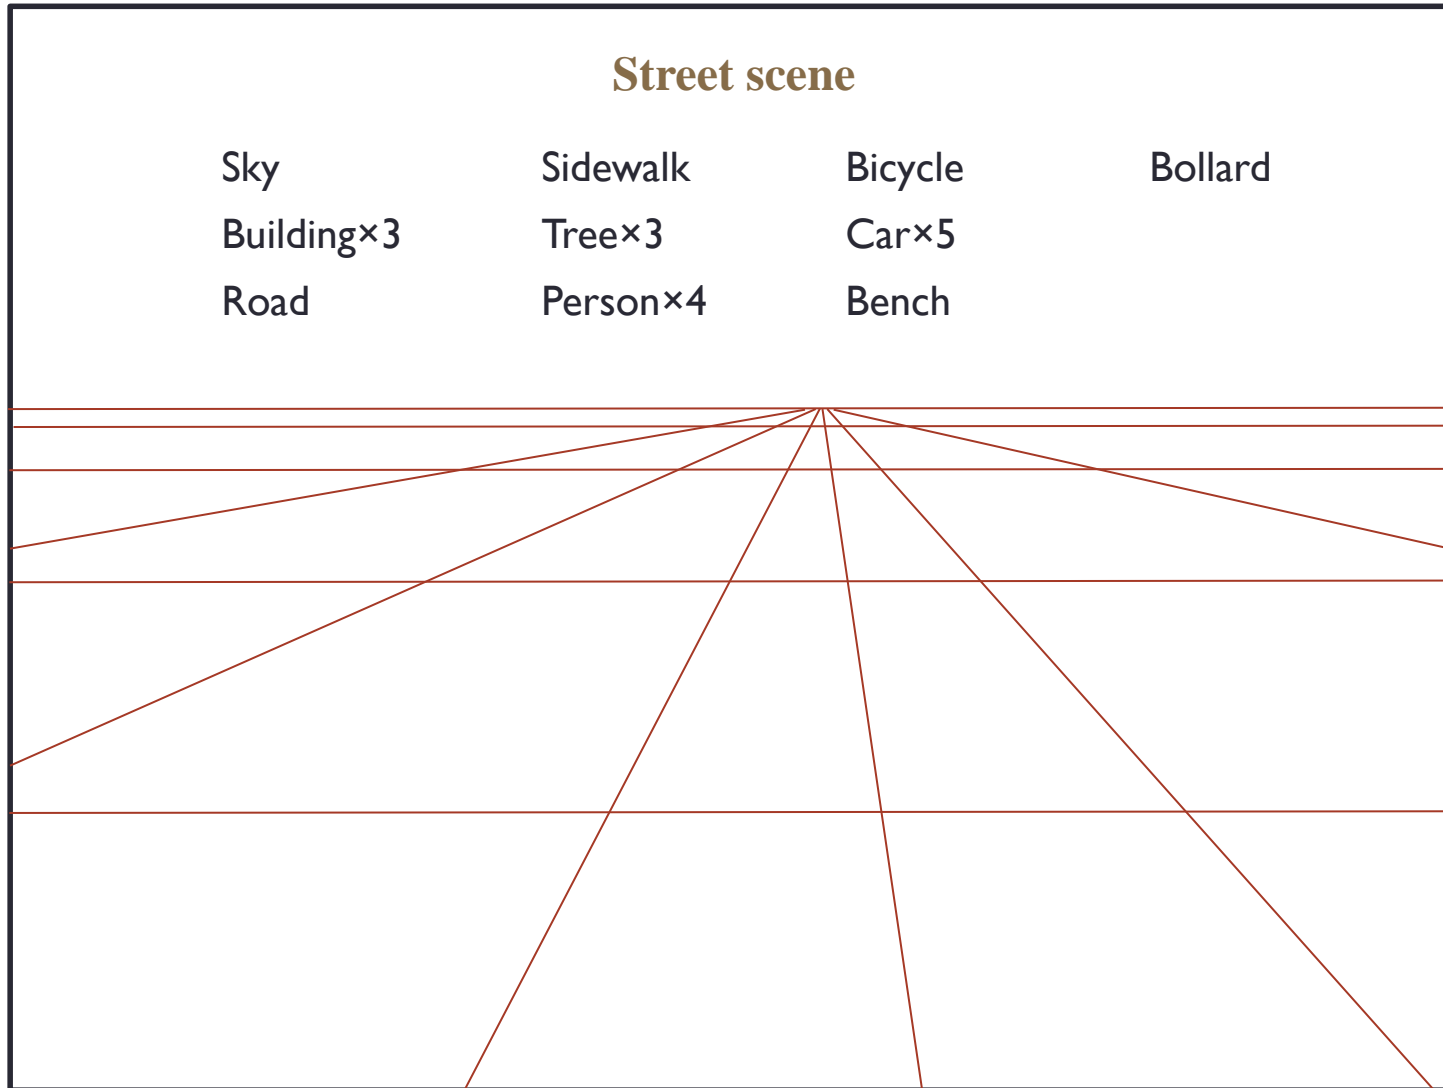 Street scene
Sky
Building×3
Road
Sidewalk
Tree×3
Person×4
Bicycle
Car×5
Bench
Bollard